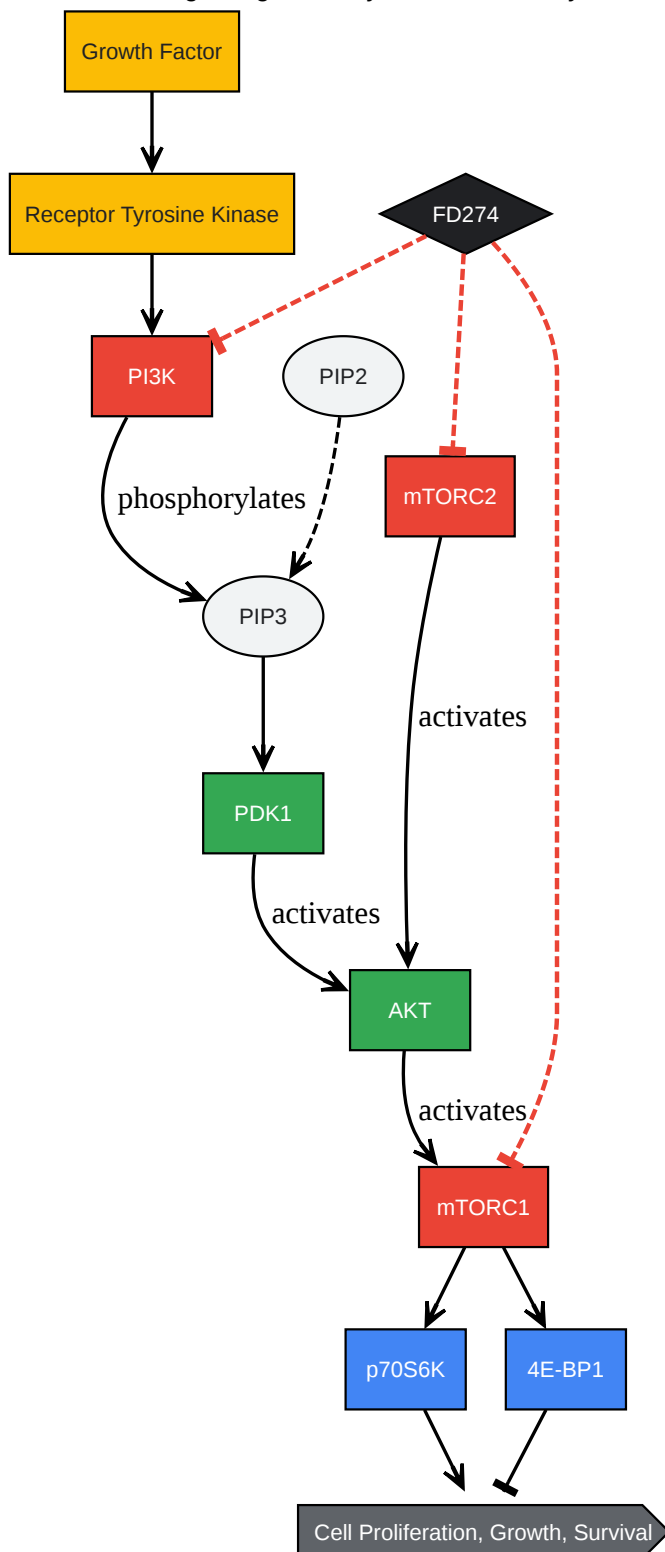 Growth Factor
Receptor Tyrosine Kinase
FD274
PI3K
PIP2
mTORC2
phosphorylates
PIP3
activates
PDK1
activates
AKT
activates
mTORC1
p70S6K
4E-BP1
Cell Proliferation, Growth, Survival